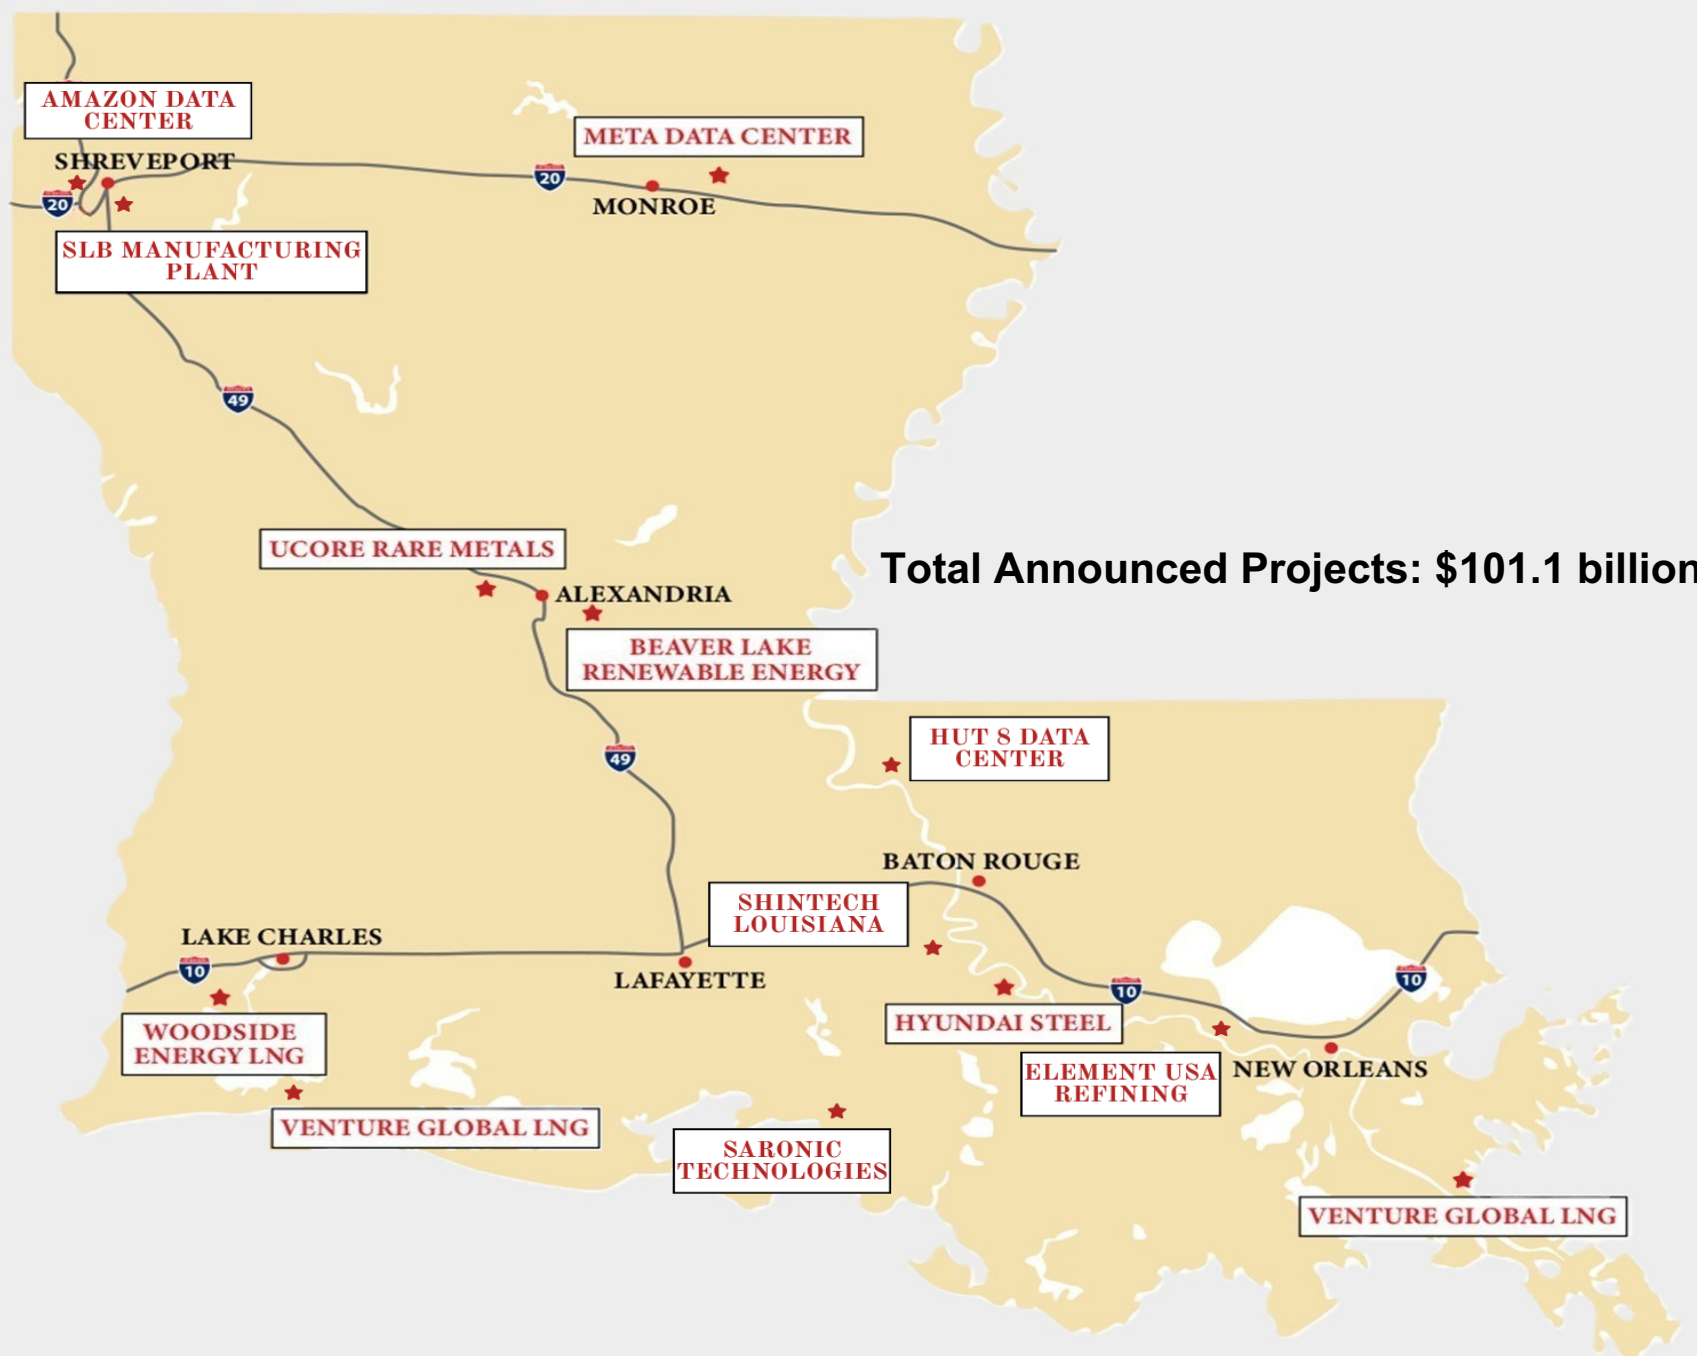 AMAZON DATA
CENTER
META DATA CENTER
SHREVEPORT
20
20
MONROE
SLB MANUFACTURING
PLANT
49
UCORE RARE METALS
Total Announced Projects: $101.1 billion
ALEXANDRIA
BEAVER LAKE
RENEWABLE ENERGY
HUT 8 DATA
CENTER
49
BATON ROUGE
SHINTECH
LOUISIANA
LAKE CHARLES
10
LAFAYETTE
10
10
HYUNDAI STEEL
WOODSIDE
ENERGY LNG
ELEMENT USA
REFINING
NEW ORLEANS
VENTURE GLOBAL LNG
SARONIC
TECHNOLOGIES
VENTURE GLOBAL LNG